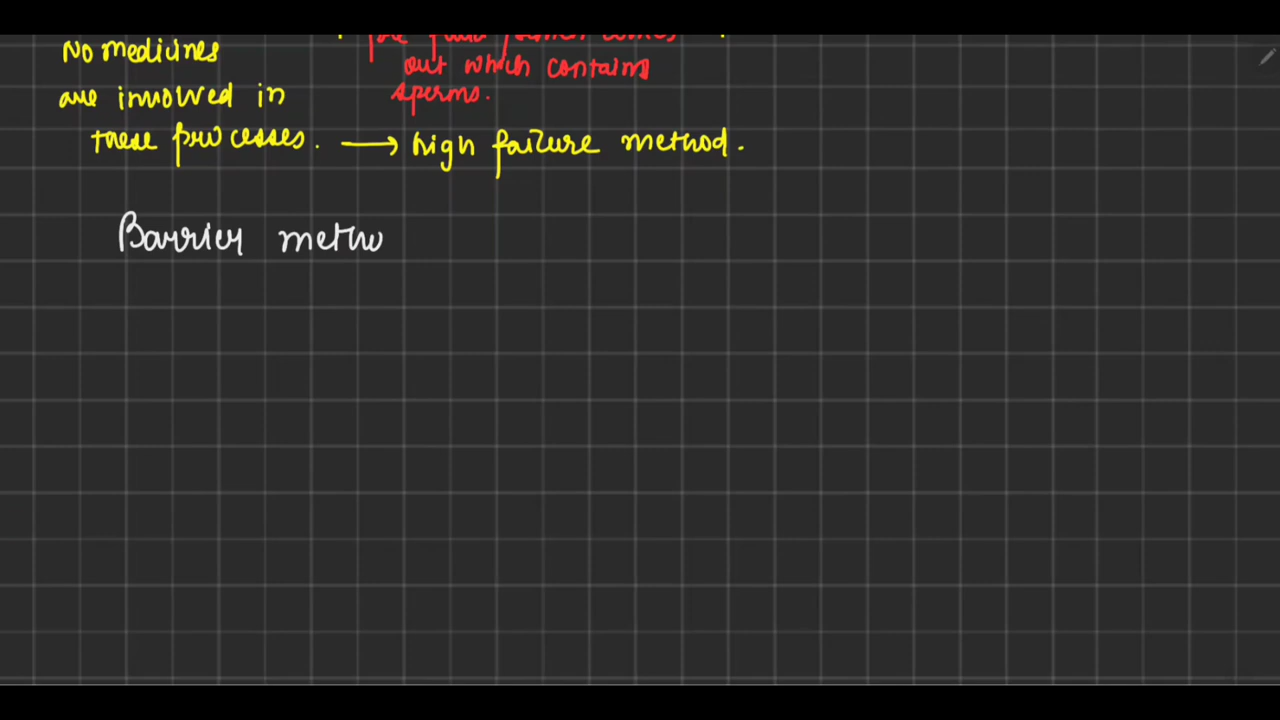 No medicines
are involved in
these processes. → high failure method.
out which contains
sperms.
Barrier metho